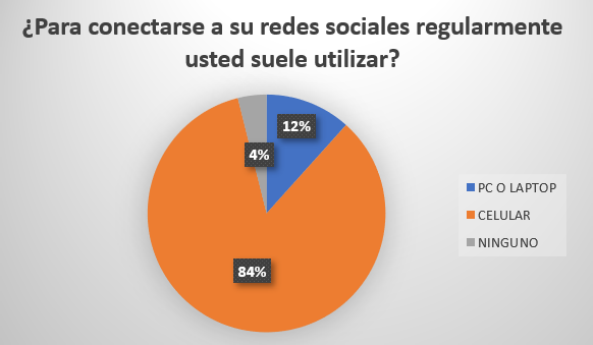 ¿Para conectarse a su redes sociales regularmente
usted suele utilizar?
12%
4%
84%
PC O LAPTOP
CELULAR
NINGUNO